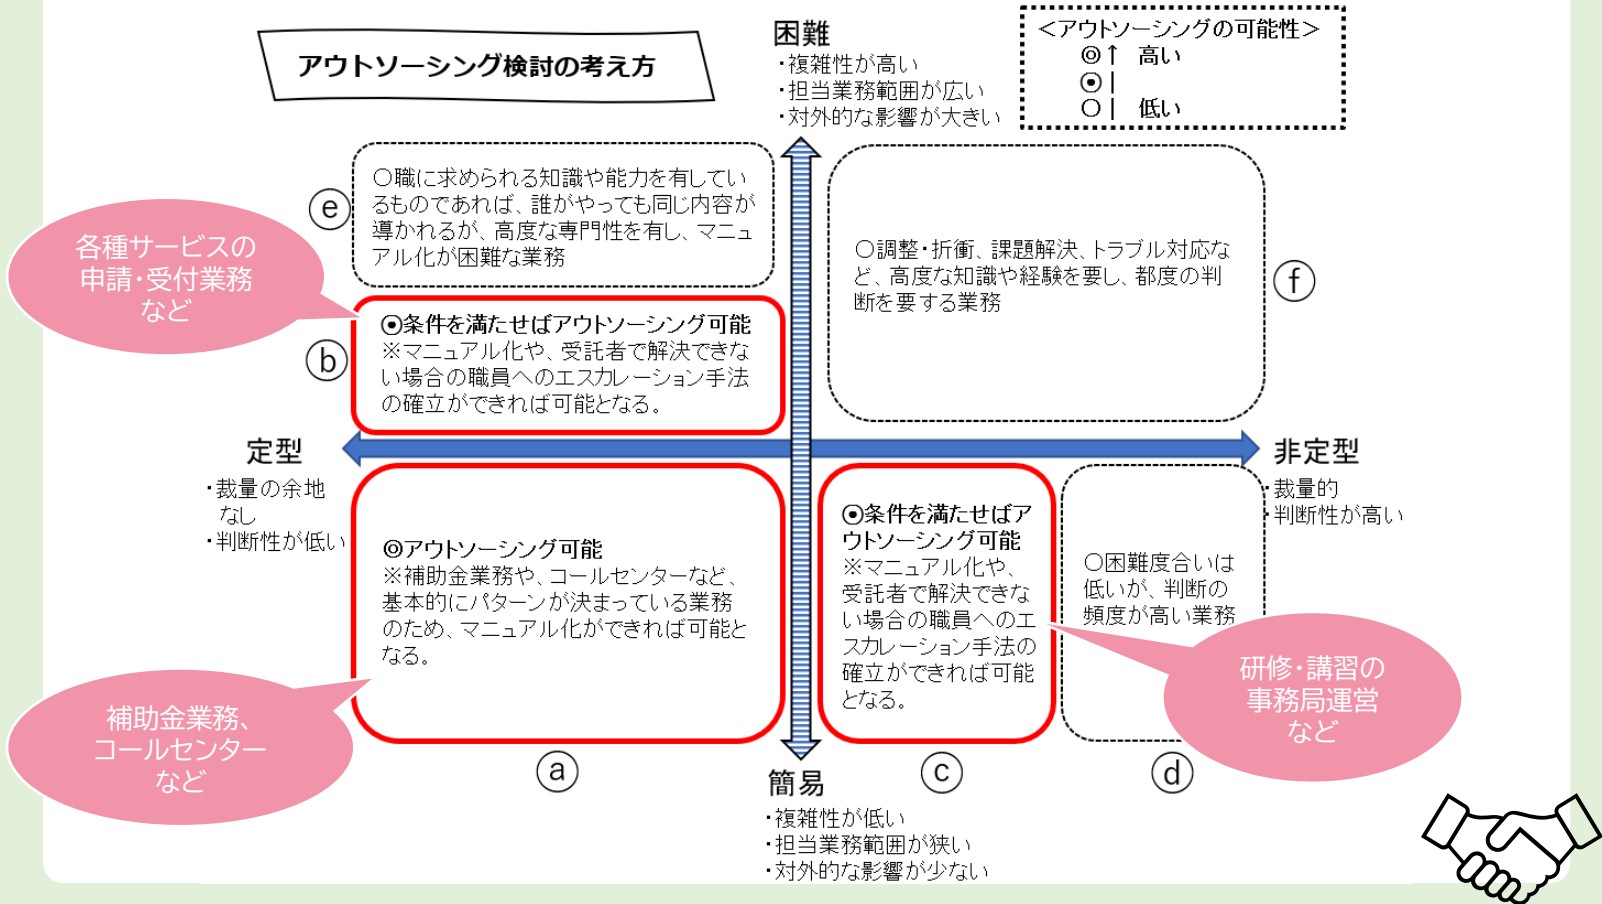 アウトソーシング検討の考え方
困難
・複雑性が高い
・担当業務範囲が広い
・対外的な影響が大きい
＜アウトソーシングの可能性＞
◎↑ 高い
⦿｜
○｜ 低い
e
○職に求められる知識や能力を有してい
るものであれば、誰がやっても同じ内容が
導かれるが、高度な専門性を有し、マニュ
アル化が困難な業務
各種サービスの
申請・受付業務
など
b
⦿条件を満たせばアウトソーシング可能
※マニュアル化や、受託者で解決できな
い場合の職員へのエスカレーション手法
の確立ができれば可能となる。
○調整・折衝、課題解決、トラブル対応な
ど、高度な知識や経験を要し、都度の判
断を要する業務
f
定型
・裁量の余地
なし
・判断性が低い
非定型
・裁量的
・判断性が高い
◎アウトソーシング可能
※補助金業務や、コールセンターなど、
基本的にパターンが決まっている業務
のため、マニュアル化ができれば可能と
なる。
補助金業務、
コールセンター
など
a
⦿条件を満たせばア
ウトソーシング可能
※マニュアル化や、
受託者で解決できな
い場合の職員へのエ
スカレーション手法の
確立ができれば可能
となる。
c
○困難度合いは
低いが、判断の
頻度が高い業務
研修・講習の
事務局運営
など
d
簡易
・複雑性が低い
・担当業務範囲が狭い
・対外的な影響が少ない